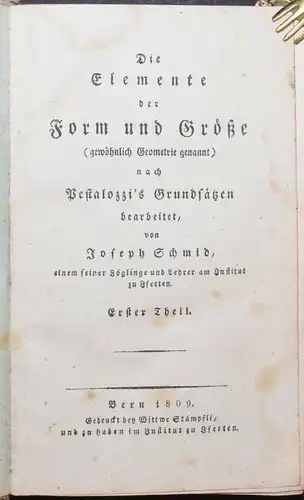 Die
Elemente
der
Form und Größe
(gewöhnlich Geometrie genannt)
nach
Pestalozzi's Grundsätzen
bearbeitet,
von
Joseph Schmid,
einem seiner Zöglinge und Lehrer am Institut
zu Iferten.
Erster Theil.
Bern 1809.
Gedruckt bey Wittwe Stämpfli,
und zu haben im Institut zu Iferten.